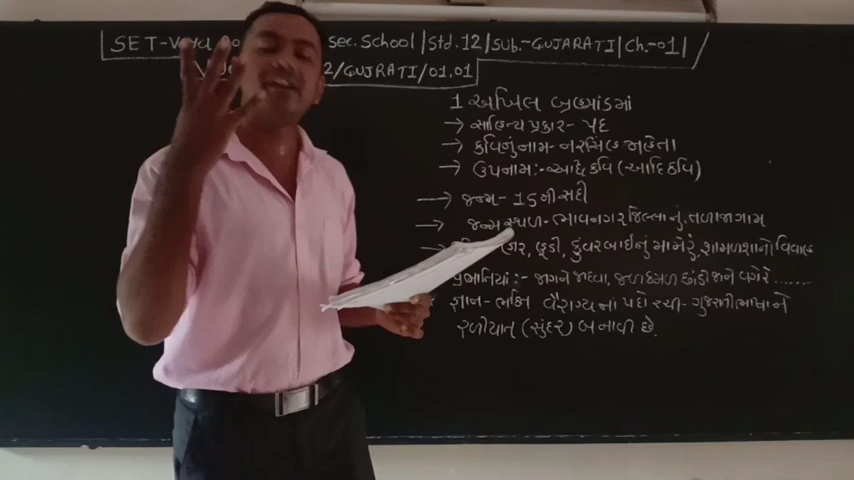 SET- sec. School | Std. 12 | Sub.- GUJARATI | Ch.-01 |
2/GUJRATI/01.01
1 અખિલ બ્રહ્માંડમાં
→ સાહિત્ય પ્રકાર - પદ
→ કવિનું નામ - નરસિંહ મહેતા
→ ઉપનામ :- આદ્ય કવિ (આદિ કવિ)
→ જન્મ - 15 ની સદી
→ જન્મ સ્થળ - ભાવનગર જિલ્લાનું તળાજા ગામ
હૂંડી, કુંવરબાઈનું મામેરું, શામળશાનો વિવાહ
પ્રભાતિયાં :- જાગને જાદવા, જળકમળ છાંડી જાને વગેરે ......
જ્ઞાન - ભક્તિ વૈરાગ્યના પદો રચી - ગુજરાતી ભાષાને
રળીયાત (સુંદર) બનાવી છે.